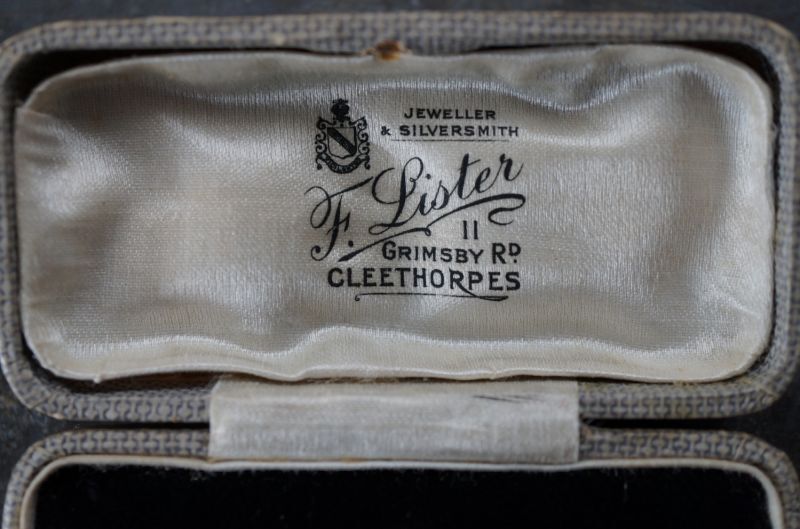 JEWELLER
& SILVERSMITH
F. Lister
11
GRIMSBY RD
CLEETHORPES